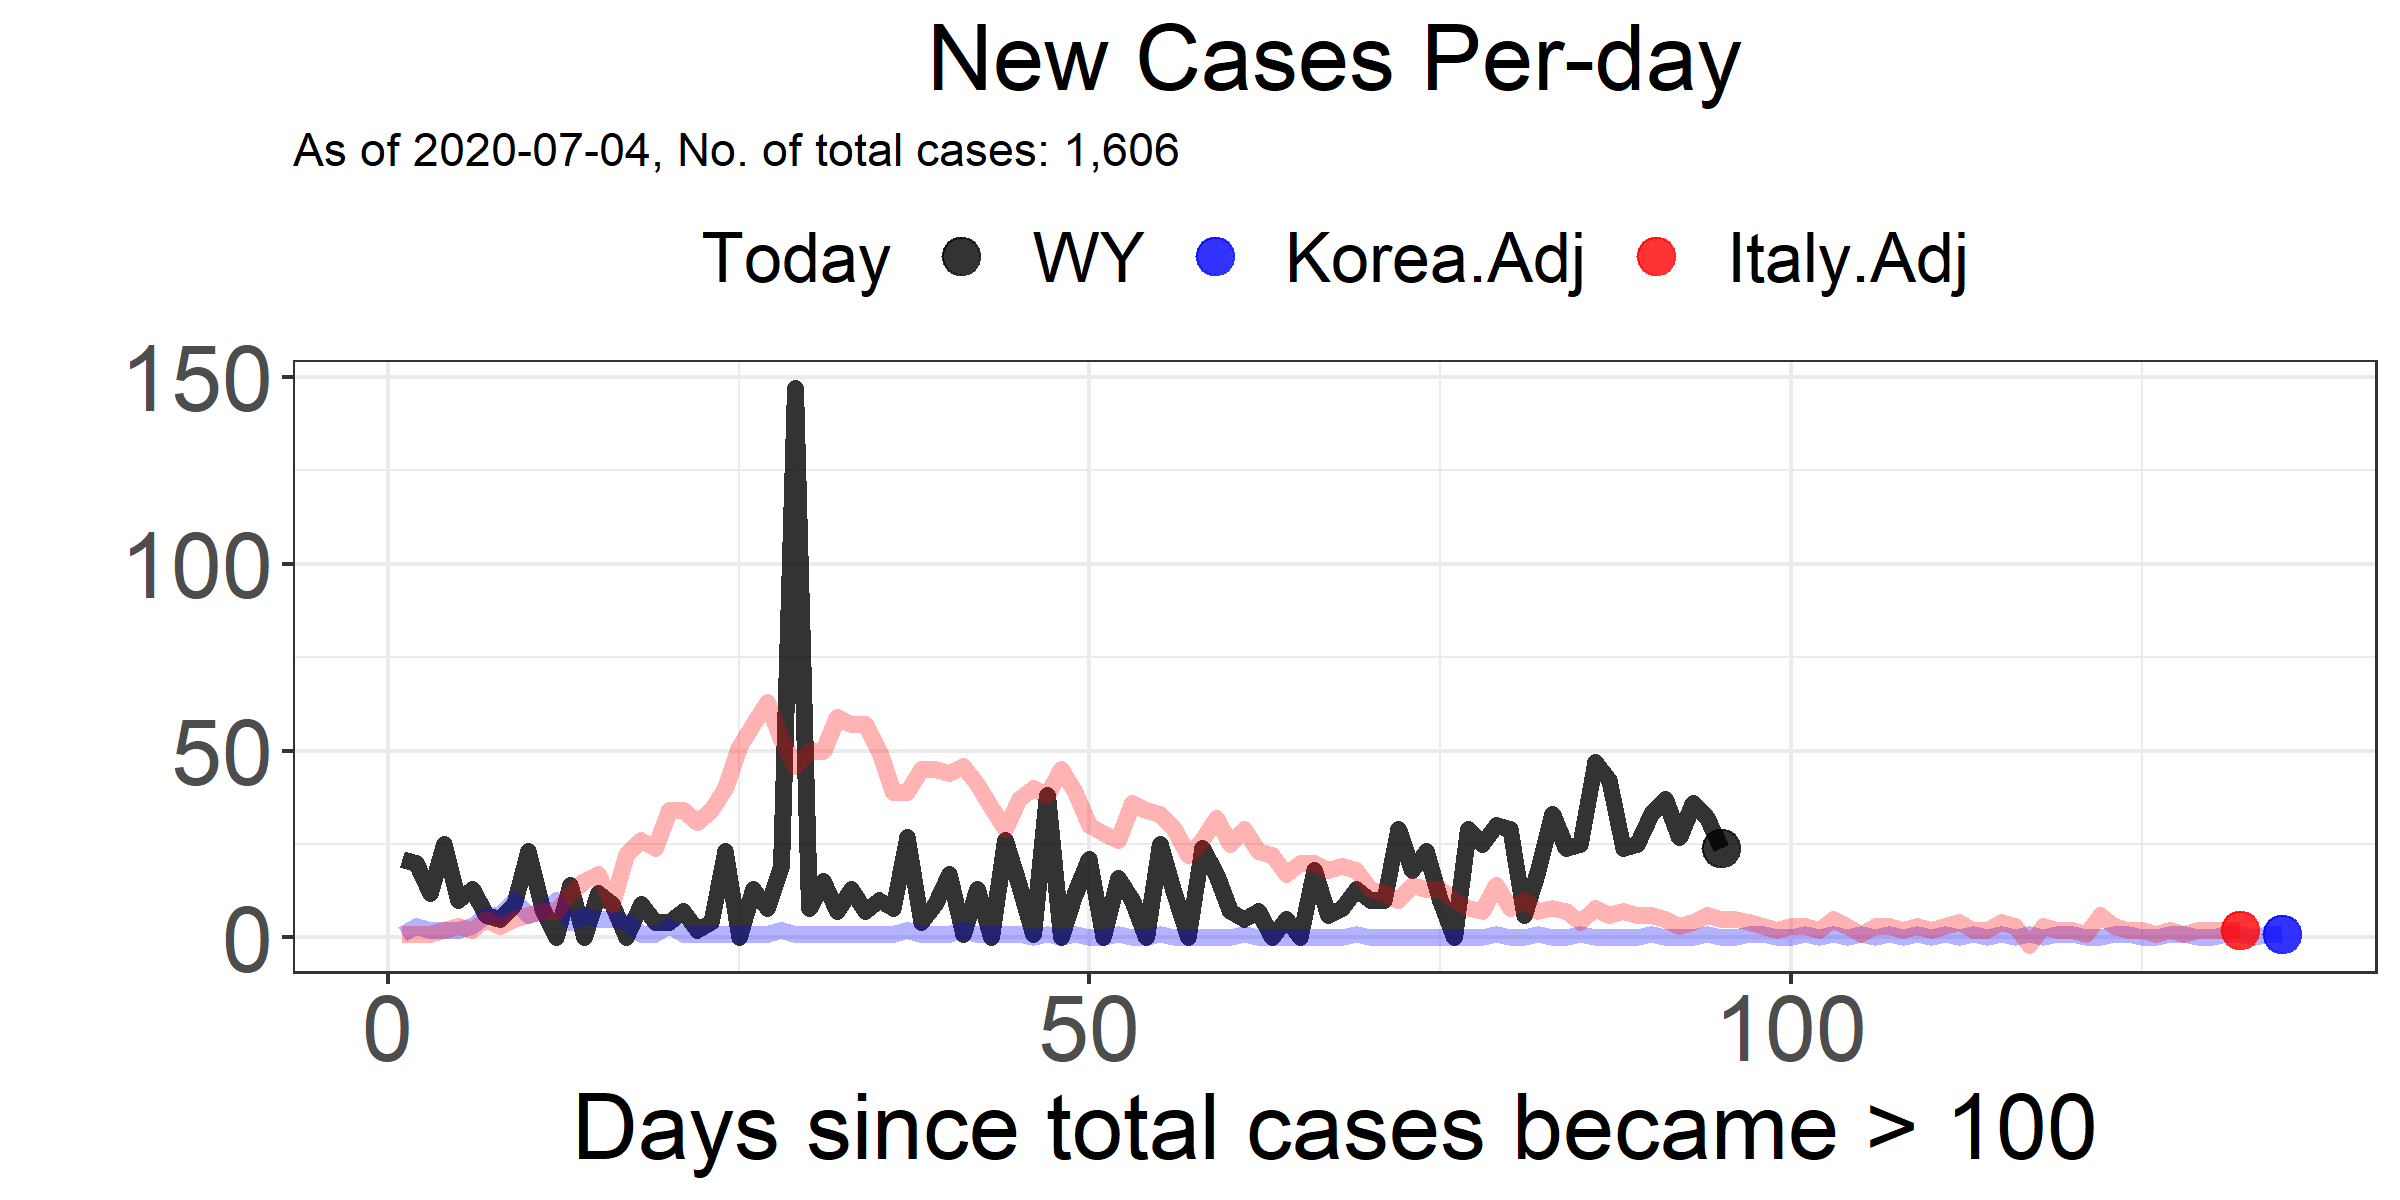 New Cases Per-day
As of 2020-07-04, No. of total cases: 1,606
Today WY Korea.Adj Italy.Adj
150
100
50
0
0 50 100
Days since total cases became > 100